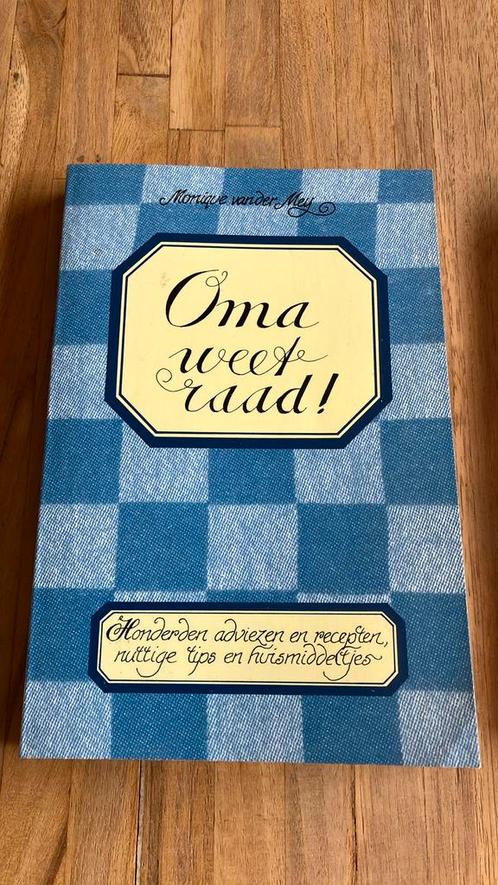 Monique van der Mey
Oma
weet
raad!
Honderden adviezen en recepten,
nuttige tips en huismiddeltjes